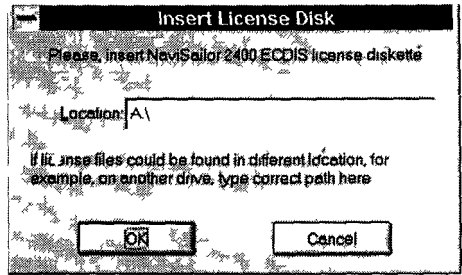 Insert License Disk
Please, insert NaviSailor 2400 ECDIS license diskette
Location: A:\
If license files could be found in different location, for
example, on another drive, type correct path here
OK
Cancel